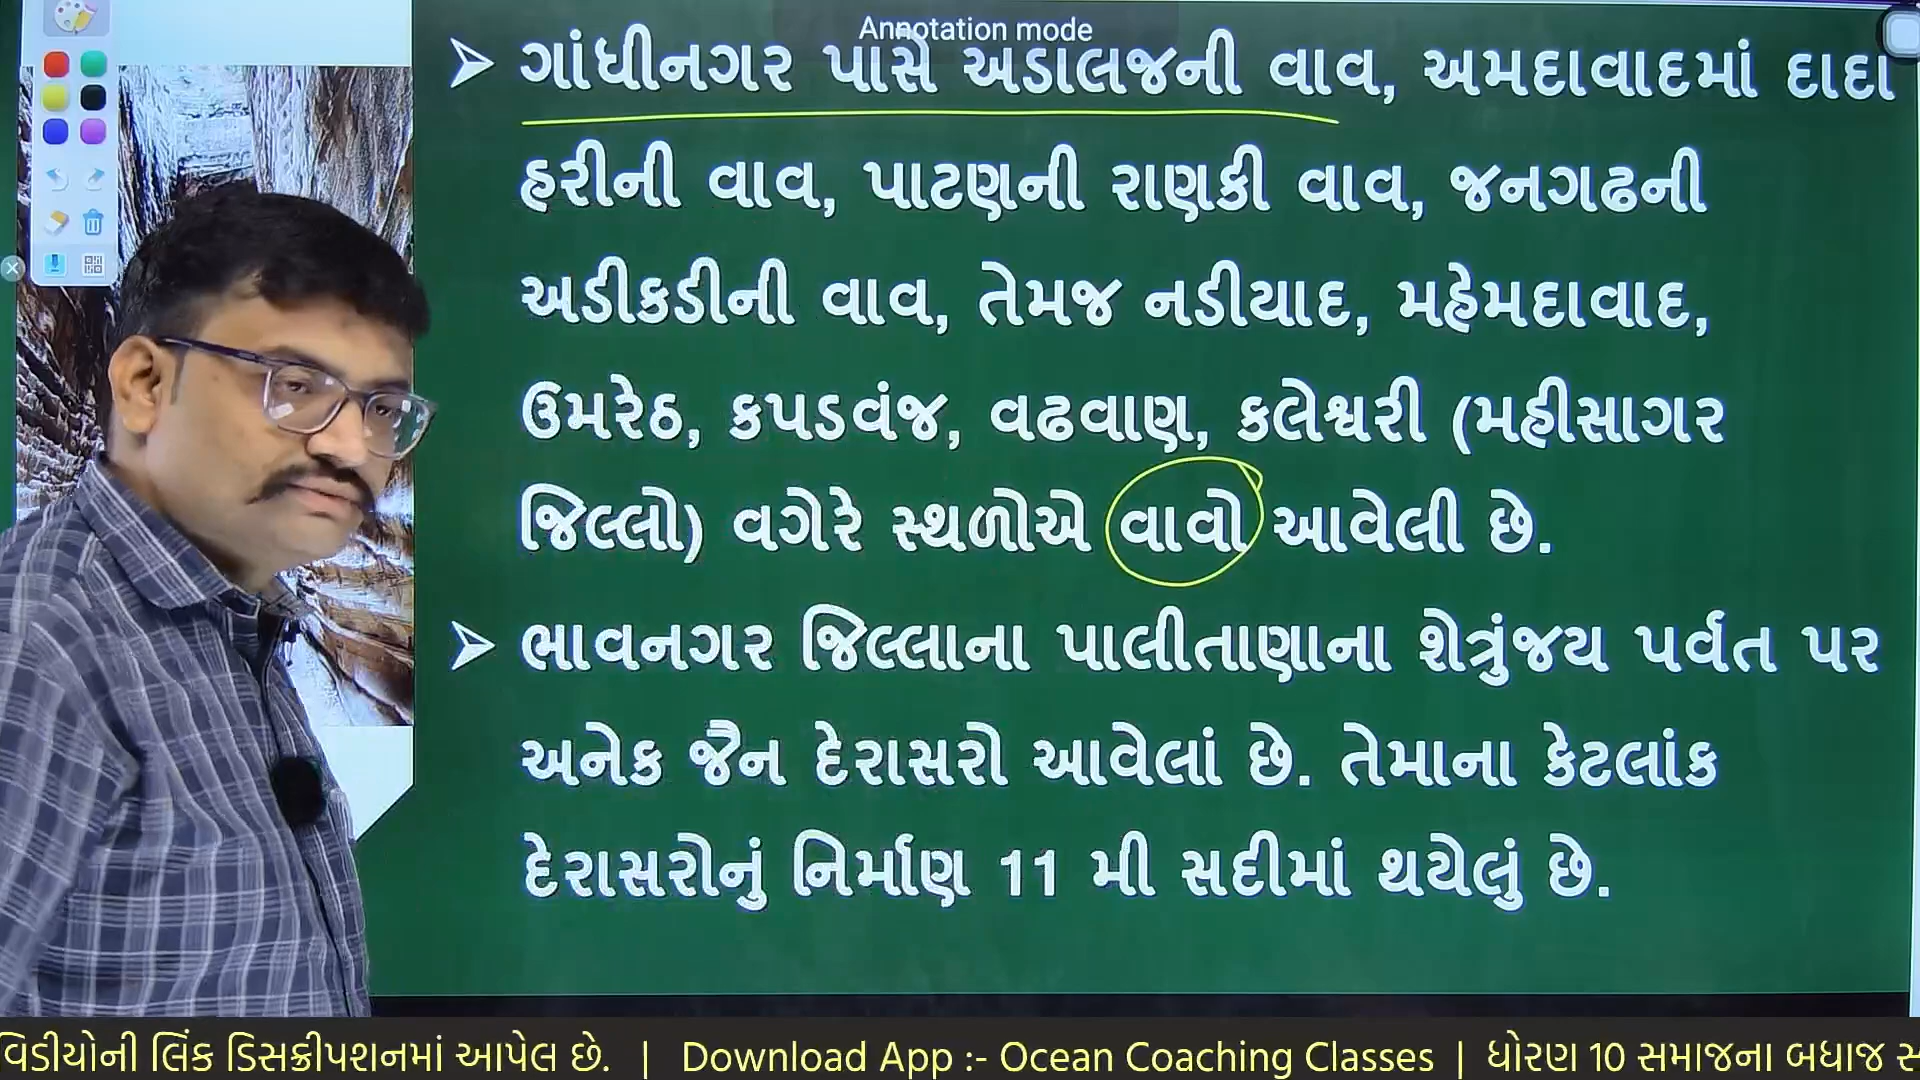 Annotation mode
➢ ગાંધીનગર પાસે અડાલજની વાવ, અમદાવાદમાં દાદા
હરીની વાવ, પાટણની રાણકી વાવ, જનગઢની
અડીકડીની વાવ, તેમજ નડીયાદ, મહેમદાવાદ,
ઉમરેઠ, કપડવંજ, વઢવાણ, કલેશ્વરી (મહીસાગર
જિલ્લો) વગેરે સ્થળોએ વાવો આવેલી છે.
➢ ભાવનગર જિલ્લાના પાલીતાણાના શેત્રુંજય પર્વત પર
અનેક જૈન દેરાસરો આવેલાં છે. તેમાના કેટલાંક
દેરાસરોનું નિર્માણ 11 મી સદીમાં થયેલું છે.
વિડીયોની લિંક ડિસ્ક્રીપશનમાં આપેલ છે. | Download App :- Ocean Coaching Classes | ધોરણ 10 સમાજના બધાજ